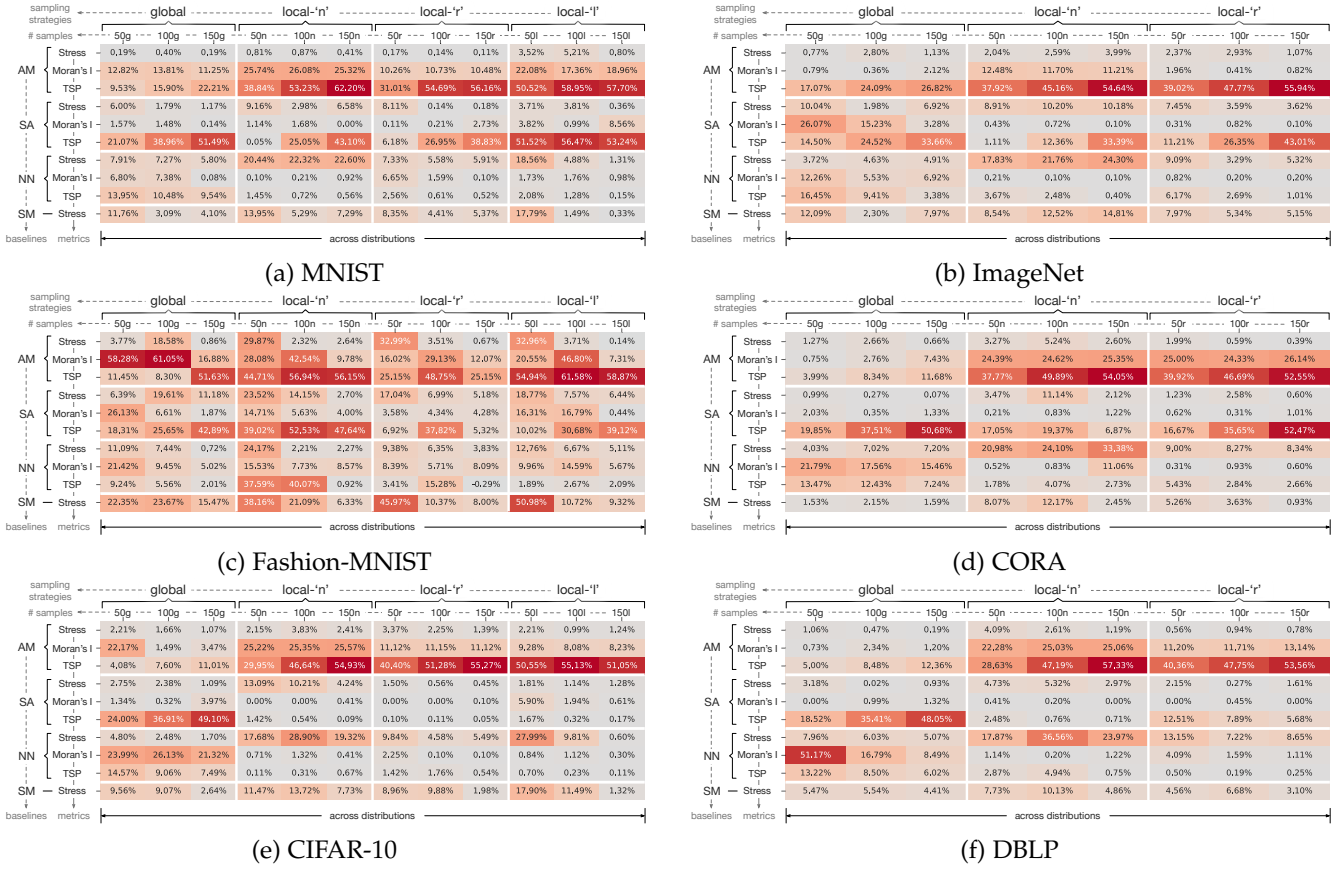 sampling strategies global local-‘n’ local-‘r’ local-‘l’
# samples 50g 100g 150g 50n 100n 150n 50r 100r 150r 50l 100l 150l
AM Stress 0,19% 0,40% 0,19% 0,81% 0,87% 0,41% 0,17% 0,14% 0,11% 3,52% 5,21% 0,80%
Moran's I 12.82% 13.81% 11.25% 25.74% 26.08% 25.32% 10.26% 10.73% 10.48% 22.08% 17.36% 18.96%
TSP 9.53% 15.90% 22.21% 38,84% 53,23% 62.20% 31,01% 54,69% 56,16% 50,52% 58,95% 57,70%
SA Stress 6.00% 1.79% 1.17% 9.16% 2.98% 6.58% 8.11% 0.14% 0.18% 3.71% 3.81% 0.36%
Moran's I 1.57% 1.48% 0.14% 1.14% 1.68% 0.00% 0.11% 0.21% 2.73% 3.82% 0.99% 8.56%
TSP 21.07% 38,96% 51,49% 0.05% 25.05% 43,10% 6.18% 26.95% 38,83% 51,52% 56,47% 53,24%
NN Stress 7.91% 7.27% 5.80% 20.44% 22.32% 22.60% 7.33% 5.58% 5.91% 18.56% 4.88% 1.31%
Moran's I 6.80% 7.38% 0.08% 0.10% 0.21% 0.92% 6.65% 1.59% 0.10% 1.73% 1.76% 0.98%
TSP 13.95% 10.48% 9.54% 1.45% 0.72% 0.56% 2.56% 0.61% 0.52% 2.08% 1.28% 0.15%
SM Stress 11.76% 3.09% 4.10% 13.95% 5.29% 7.29% 8.35% 4.41% 5.37% 17,79% 1.49% 0.33%
baselines metrics across distributions
(a) MNIST
sampling strategies global local-‘n’ local-‘r’
# samples 50g 100g 150g 50n 100n 150n 50r 100r 150r
AM Stress 0,77% 2,80% 1,13% 2.04% 2.59% 3,99% 2.37% 2,93% 1,07%
Moran's I 0.79% 0.36% 2.12% 12.48% 11.70% 11.21% 1.96% 0.41% 0.82%
TSP 17.07% 24.09% 26.82% 37,92% 45,16% 54,64% 39,02% 47,77% 55,94%
SA Stress 10.04% 1.98% 6.92% 8.91% 10.20% 10.18% 7.45% 3.59% 3.62%
Moran's I 26.07% 15.23% 3.28% 0.43% 0.72% 0.10% 0.31% 0.82% 0.10%
TSP 14.50% 24.52% 33.66% 1.11% 12.36% 33.39% 11.21% 26.35% 43.01%
NN Stress 3.72% 4.63% 4.91% 17.83% 21.76% 24.30% 9.09% 3.29% 5.32%
Moran's I 12.26% 5.53% 6.92% 0.21% 0.10% 0.10% 0.82% 0.20% 0.20%
TSP 16.45% 9.41% 3.38% 3.67% 2.48% 0.40% 6.17% 2.69% 1.01%
SM Stress 12.09% 2.30% 7.97% 8.54% 12.52% 14.81% 7.97% 5.34% 5.15%
baselines metrics across distributions
(b) ImageNet
sampling strategies global local-‘n’ local-‘r’ local-‘l’
# samples 50g 100g 150g 50n 100n 150n 50r 100r 150r 50l 100l 150l
AM Stress 3.77% 18.58% 0.86% 29.87% 2.32% 2.64% 32.99% 3.51% 0.67% 32.96% 3.71% 0.14%
Moran's I 58.28% 61.05% 16.88% 28.08% 42,54% 9.78% 16.02% 29.13% 12.07% 20.55% 46.80% 7.31%
TSP 11.45% 8.30% 51,63% 44,71% 56,94% 56,15% 25.15% 48,75% 25.15% 54,94% 61,58% 58,87%
SA Stress 6.39% 19.61% 11.18% 23.52% 14.15% 2.70% 17.04% 6.99% 5.18% 18.77% 7.57% 6.44%
Moran's I 26.13% 6.61% 1.87% 14.71% 5.63% 4.00% 3.58% 4.34% 4.28% 16.31% 16.79% 0.44%
TSP 18.31% 25.65% 42,89% 39,02% 52,53% 47,64% 6.92% 37,82% 5.32% 10.02% 30.68% 39,12%
NN Stress 11.09% 7.44% 5.02% 24.17% 2.21% 2.27% 9.38% 6.35% 3.83% 12.76% 6.67% 5.11%
Moran's I 21.42% 9.45% 5.02% 15.53% 7.73% 8.57% 8.39% 5.71% 8.09% 9.96% 14.59% 5.67%
TSP 9.24% 5.56% 2.01% 37.59% 40.07% 0.92% 3.41% 15.28% -0.29% 1.89% 2.67% 2.09%
SM Stress 22.35% 23.67% 15.47% 38.16% 21.09% 6.33% 45.97% 10.37% 8.00% 50.98% 10.72% 9.32%
baselines metrics across distributions
(c) Fashion-MNIST
sampling strategies global local-‘n’ local-‘r’
# samples 50g 100g 150g 50n 100n 150n 50r 100r 150r
AM Stress 1.27% 2.66% 0.66% 3.27% 5.24% 2.60% 1.99% 0.59% 0.39%
Moran's I 0.75% 2.76% 7.43% 24.39% 24.62% 25.35% 25.00% 24.33% 26.14%
TSP 3.99% 8.34% 11.68% 37.77% 49,89% 54,05% 39,92% 46,69% 52,55%
SA Stress 0.99% 0.27% 0.07% 3.47% 11.14% 2.12% 1.23% 2.58% 0.60%
Moran's I 2.03% 0.35% 1.33% 0.21% 0.83% 1.22% 0.62% 0.31% 1.01%
TSP 19.85% 37,51% 50,68% 17.05% 19.37% 6.87% 16.67% 35,65% 52,47%
NN Stress 4.03% 7.02% 7.20% 20.98% 24.10% 33,38% 9.00% 8.27% 8.34%
Moran's I 21.79% 17.56% 15.46% 0.52% 0.83% 11.06% 0.31% 0.93% 0.60%
TSP 13.47% 12.43% 7.24% 1.78% 4.07% 2.73% 5.43% 2.84% 2.66%
SM Stress 1.53% 2.15% 1.59% 8.07% 12.17% 2.45% 5.26% 3.63% 0.93%
baselines metrics across distributions
(d) CORA
sampling strategies global local-‘n’ local-‘r’ local-‘l’
# samples 50g 100g 150g 50n 100n 150n 50r 100r 150r 50l 100l 150l
AM Stress 2,21% 1,66% 1,07% 2,15% 3,83% 2,41% 3,37% 2,25% 1,39% 2,21% 0,99% 1,24%
Moran's I 22,17% 1.49% 3.47% 25.22% 25.35% 25.57% 11.12% 11.15% 11.12% 9.28% 8.08% 8.23%
TSP 4.08% 7.60% 11.01% 29,95% 46,64% 54,93% 40,40% 51,28% 55,27% 50,55% 55,13% 51,05%
SA Stress 2.75% 2.38% 1.09% 13.09% 10.21% 4.24% 1.50% 0.56% 0.45% 1.81% 1.14% 1.28%
Moran's I 1.34% 0.32% 3.97% 0.00% 0.00% 0.41% 0.00% 0.00% 0.10% 5.90% 1.94% 0.61%
TSP 24.00% 36,91% 49,10% 1.42% 0.54% 0.09% 0.10% 0.11% 0.05% 1.67% 0.32% 0.17%
NN Stress 4.80% 2.48% 1.70% 17.68% 28.90% 19.32% 9.84% 4.58% 5.49% 27.99% 9.81% 0.60%
Moran's I 23.99% 26.13% 21.32% 0.71% 1.32% 0.41% 2.25% 0.10% 0.10% 0.84% 1.12% 0.30%
TSP 14.57% 9.06% 7.49% 0.11% 0.31% 0.67% 1.42% 1.76% 0.54% 0.70% 0.23% 0.11%
SM Stress 9.56% 9.07% 2.64% 11.47% 13.72% 7.73% 8.96% 9.88% 1.98% 17.90% 11.49% 1.32%
baselines metrics across distributions
(e) CIFAR-10
sampling strategies global local-‘n’ local-‘r’
# samples 50g 100g 150g 50n 100n 150n 50r 100r 150r
AM Stress 1.06% 0,47% 0.19% 4.09% 2.61% 1.19% 0.56% 0.94% 0.78%
Moran's I 0.73% 2.34% 1.20% 22.28% 25.03% 25.06% 11.20% 11.71% 13.14%
TSP 5.00% 8.48% 12.36% 28.63% 47,19% 57,33% 40,36% 47,75% 53,56%
SA Stress 3.18% 0.02% 0.93% 4.73% 5.32% 2.97% 2.15% 0.27% 1.61%
Moran's I 0.00% 0.99% 1.32% 0.41% 0.20% 0.00% 0.00% 0.45% 0.00%
TSP 18.52% 35.41% 48.05% 2.48% 0.76% 0.71% 12.51% 7.89% 5.68%
NN Stress 7.96% 6.03% 5.07% 17.87% 36,56% 23.97% 13.15% 7.22% 8.65%
Moran's I 51,17% 16.79% 8.49% 1.14% 0.20% 1.22% 4.09% 1.59% 1.11%
TSP 13.22% 8.50% 6.02% 2.87% 4.94% 0.75% 0.50% 0.19% 0.25%
SM Stress 5.47% 5.54% 4.41% 7.73% 10.13% 4.86% 4.56% 6.68% 3.10%
baselines metrics across distributions
(f) DBLP